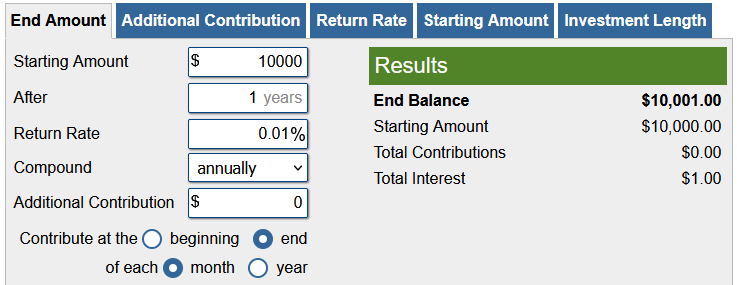 End Amount Additional Contribution Return Rate Starting Amount Investment Length
Starting Amount $ 10000
After 1 years
Return Rate 0.01%
Compound annually
Additional Contribution $ 0
Contribute at the beginning end
of each month year
Results
End Balance $10,001.00
Starting Amount $10,000.00
Total Contributions $0.00
Total Interest $1.00